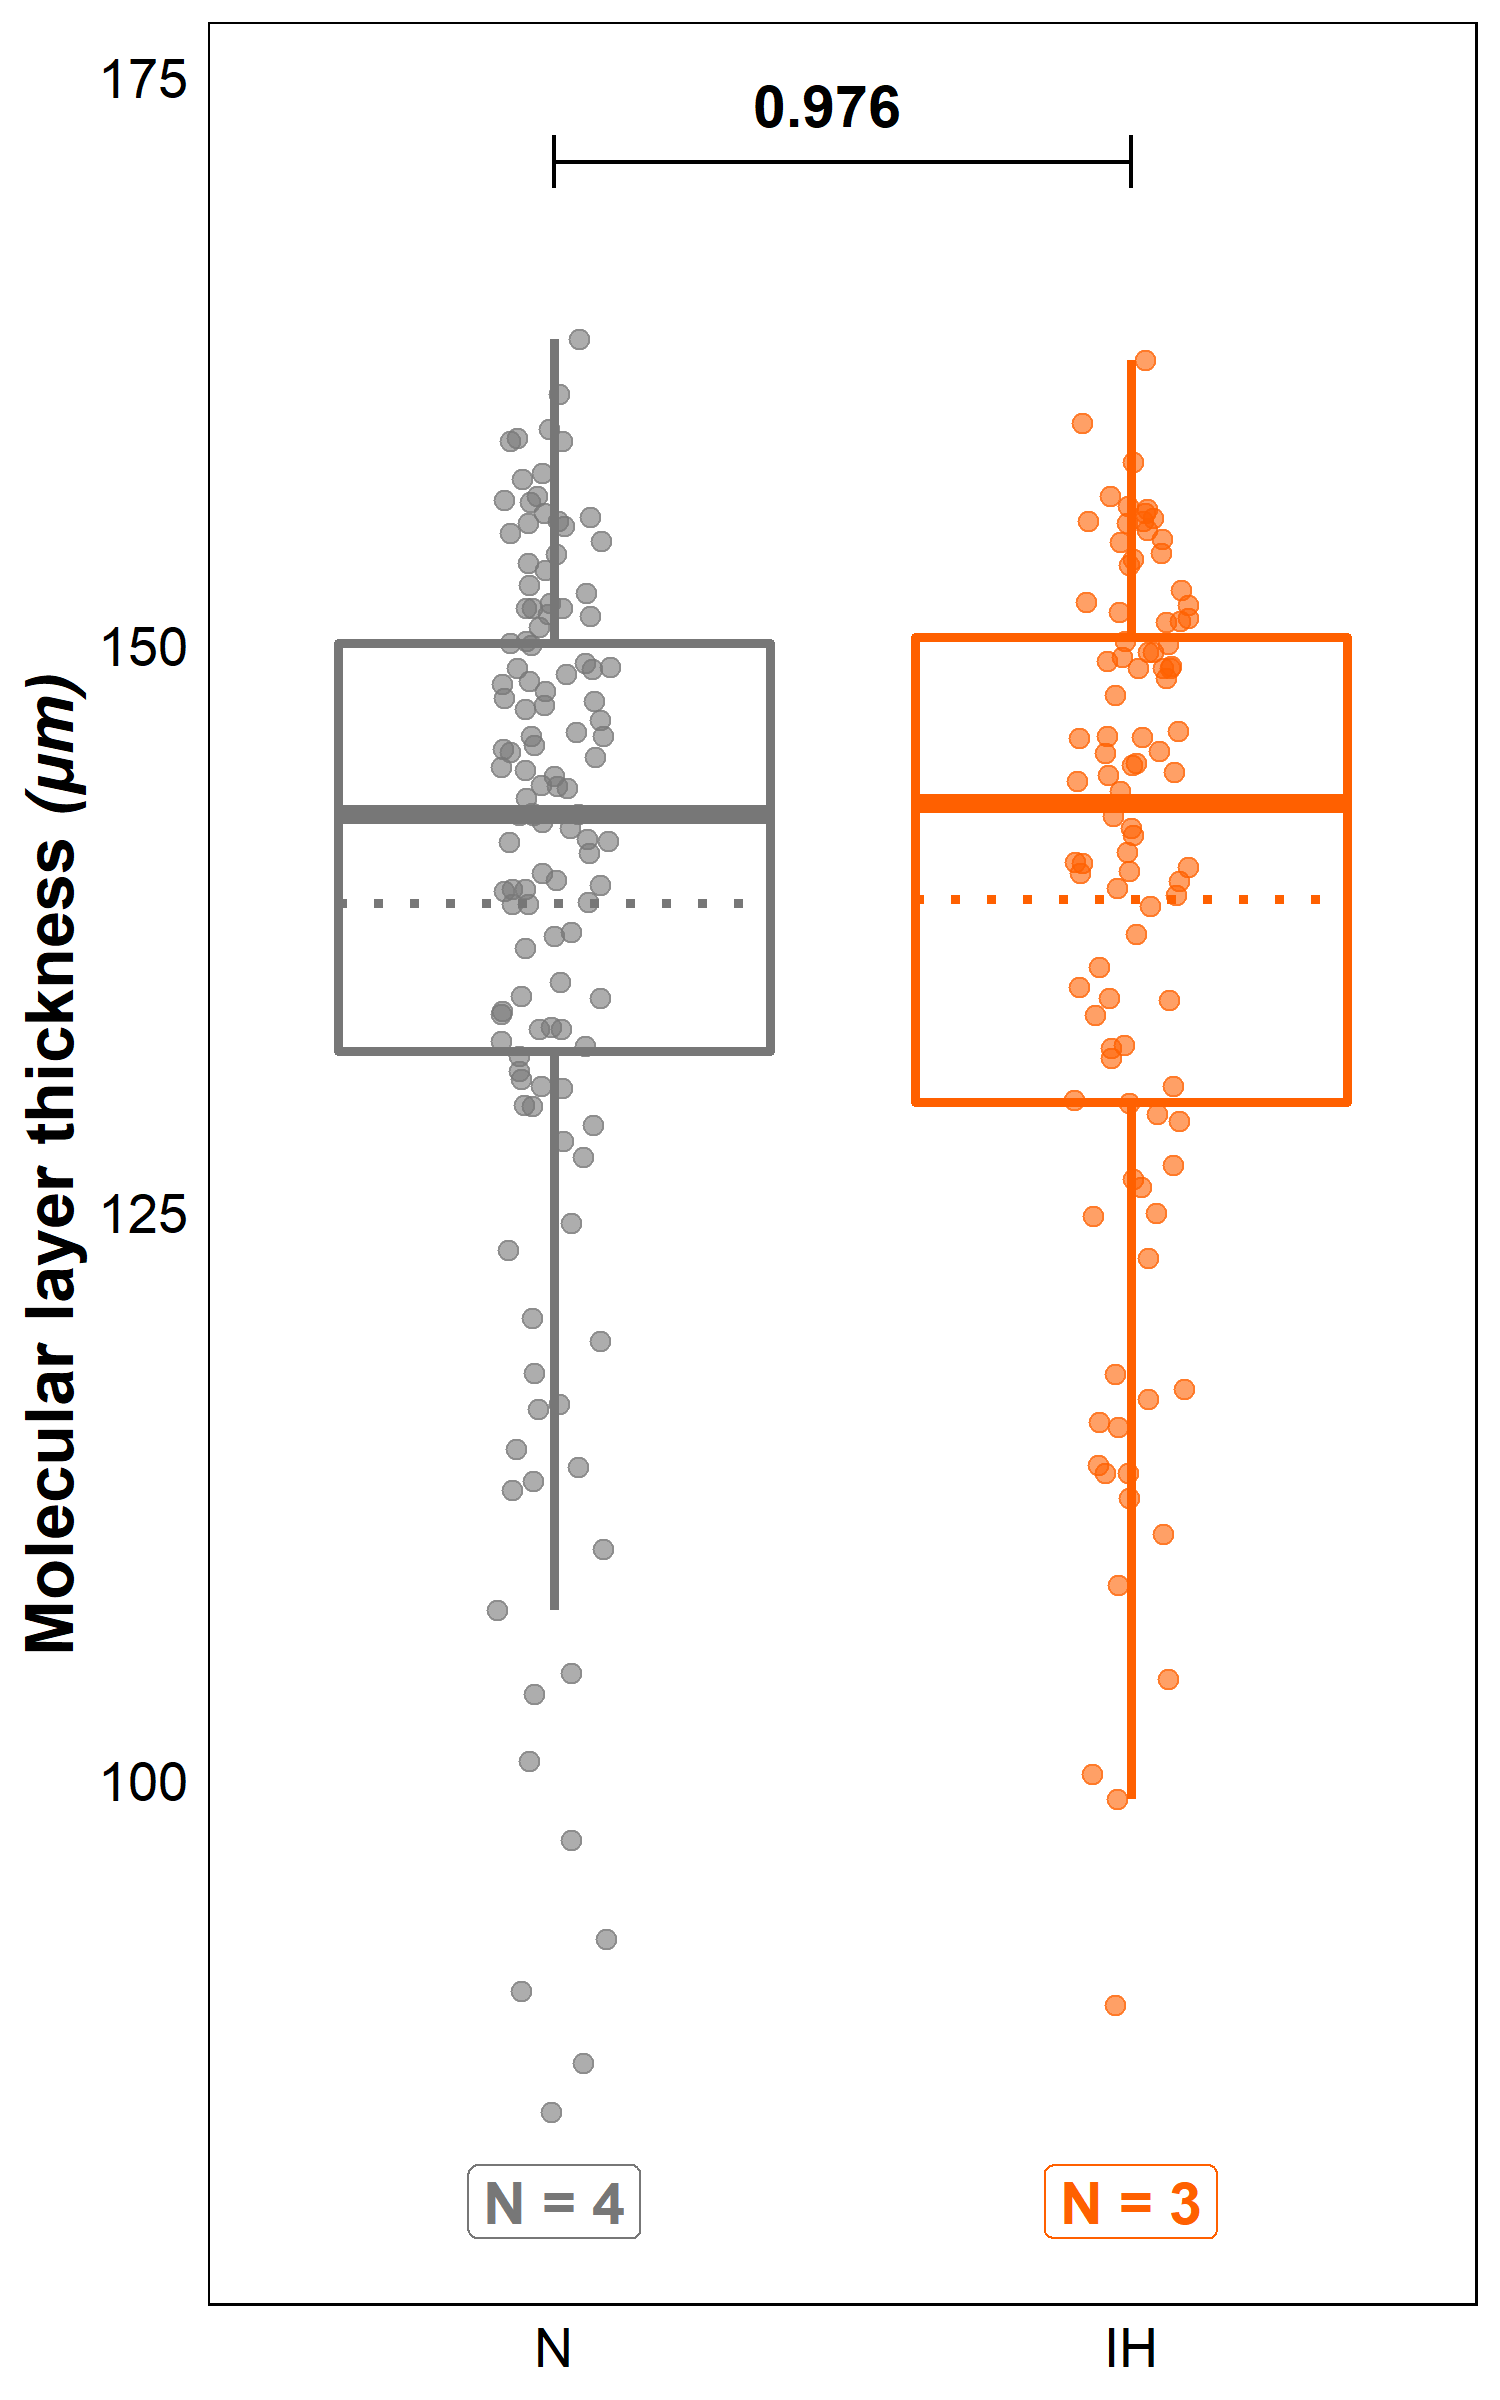 175
0.976
150
125
100
Molecular layer thickness (µm)
N = 4
N = 3
N
IH